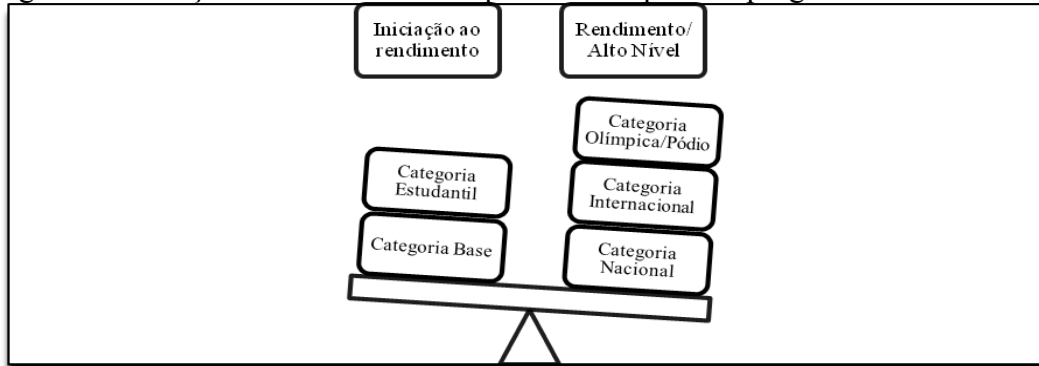 Iniciação ao
rendimento
Rendimento/
Alto Nível
Categoria
Olímpica/Pódio
Categoria
Estudantil
Categoria
Internacional
Categoria Base
Categoria
Nacional